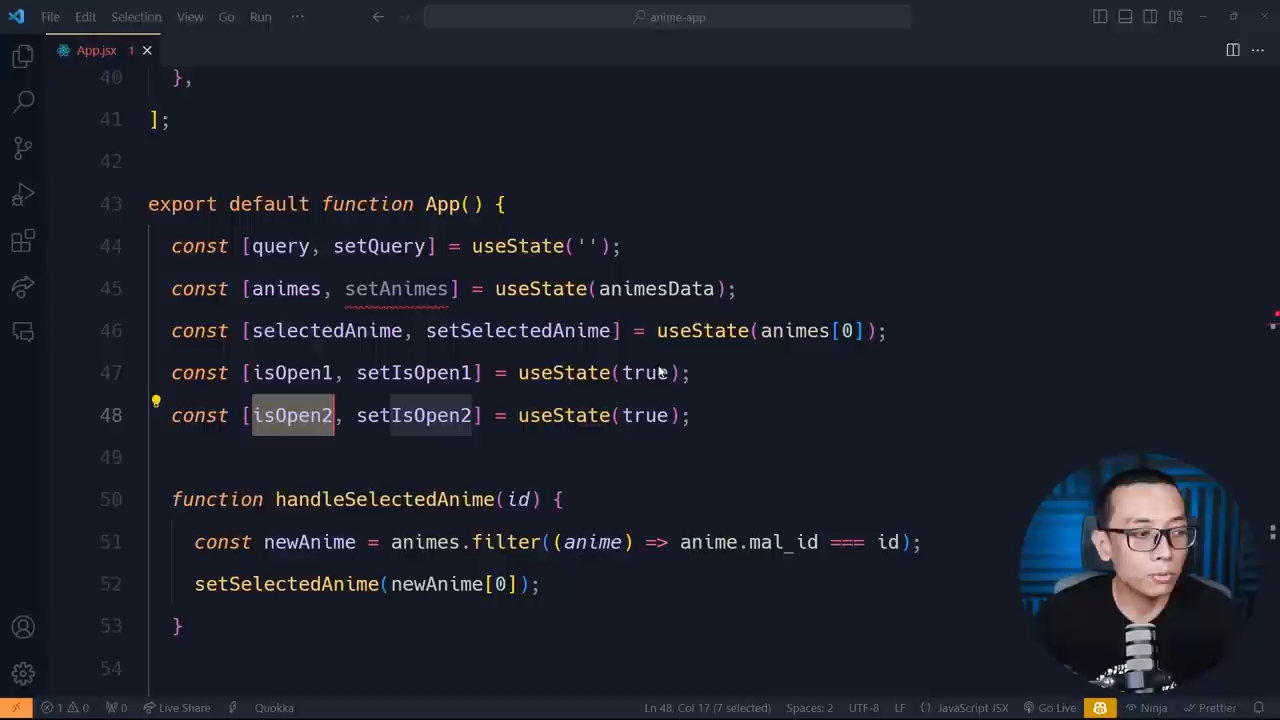 File Edit Selection View Go Run ··· anime-app
App.jsx 1
40 },
41 ];
42
43 export default function App() {
44 const [query, setQuery] = useState('');
45 const [animes, setAnimes] = useState(animesData);
46 const [selectedAnime, setSelectedAnime] = useState(animes[0]);
47 const [isOpen1, setIsOpen1] = useState(true);
48 const [isOpen2, setIsOpen2] = useState(true);
49
50 function handleSelectedAnime(id) {
51 const newAnime = animes.filter((anime) => anime.mal_id === id);
52 setSelectedAnime(newAnime[0]);
53 }
54
1 0 0 Live Share Quokka Ln 48, Col 17 (7 selected) Spaces: 2 UTF-8 LF {} JavaScript JSX Go Live Ninja Prettier